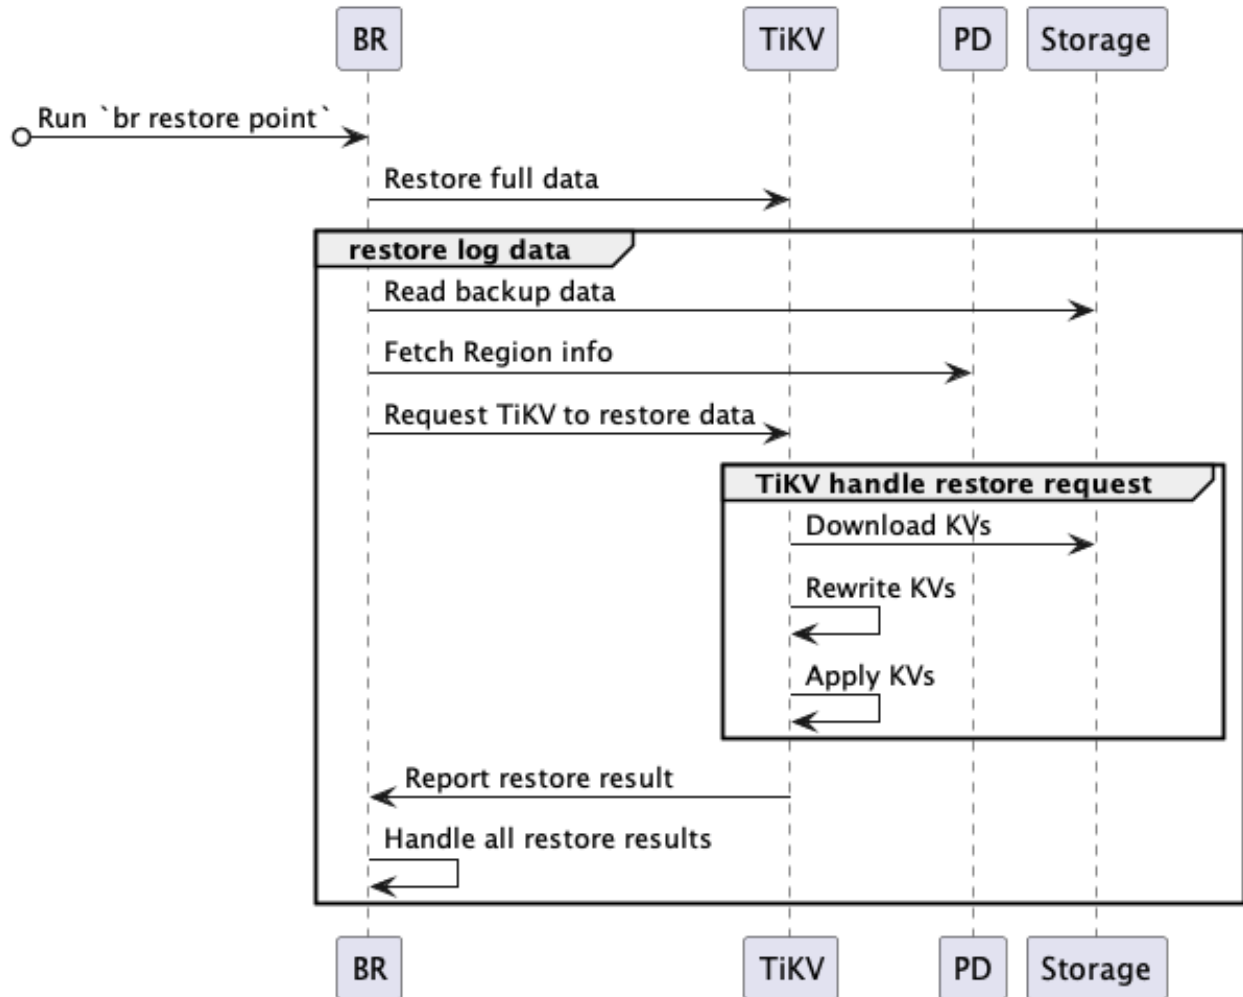 BR
TiKV
PD
Storage
Run `br restore point`
Restore full data
restore log data
Read backup data
Fetch Region info
Request TiKV to restore data
TiKV handle restore request
Download KVs
Rewrite KVs
Apply KVs
Report restore result
Handle all restore results
BR
TiKV
PD
Storage